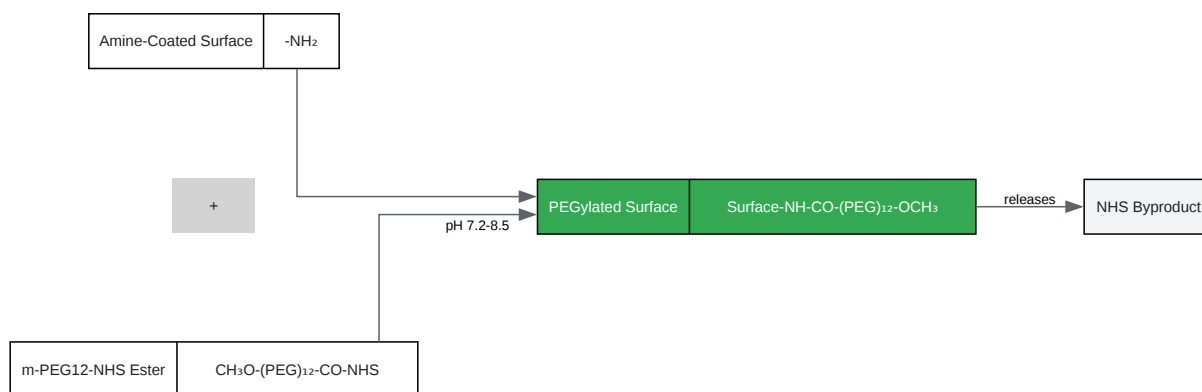 Amine-Coated Surface
-NH₂
+
PEGylated Surface
Surface-NH-CO-(PEG)₁₂-OCH₃
releases
NHS Byproduct
pH 7.2-8.5
m-PEG12-NHS Ester
CH₃O-(PEG)₁₂-CO-NHS